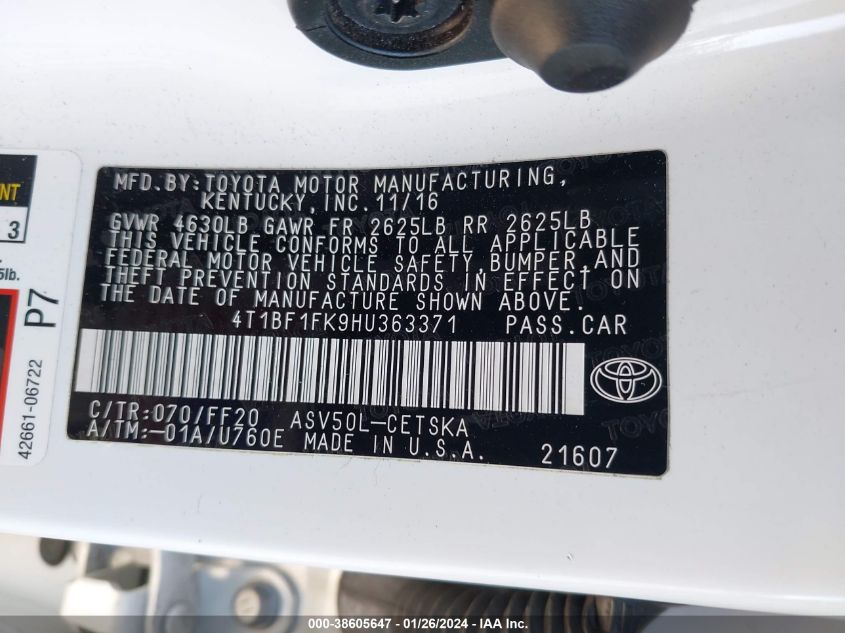 MFD.BY:TOYOTA MOTOR MANUFACTURING,
KENTUCKY, INC. 11/16
GVWR 4630LB GAWR FR 2625LB RR 2625LB
THIS VEHICLE CONFORMS TO ALL APPLICABLE
FEDERAL MOTOR VEHICLE SAFETY, BUMPER, AND
THEFT PREVENTION STANDARDS IN EFFECT ON
THE DATE OF MANUFACTURE SHOWN ABOVE.
4T1BF1FK9HU363371 PASS.CAR
C/TR:070/FF20 ASV50L-CETSKA
A/TM:-01A/U760E MADE IN U.S.A. 21607
3
5lb.
P7
42661-06722
000-38605647 / 01/26/2024 / IAA Inc.